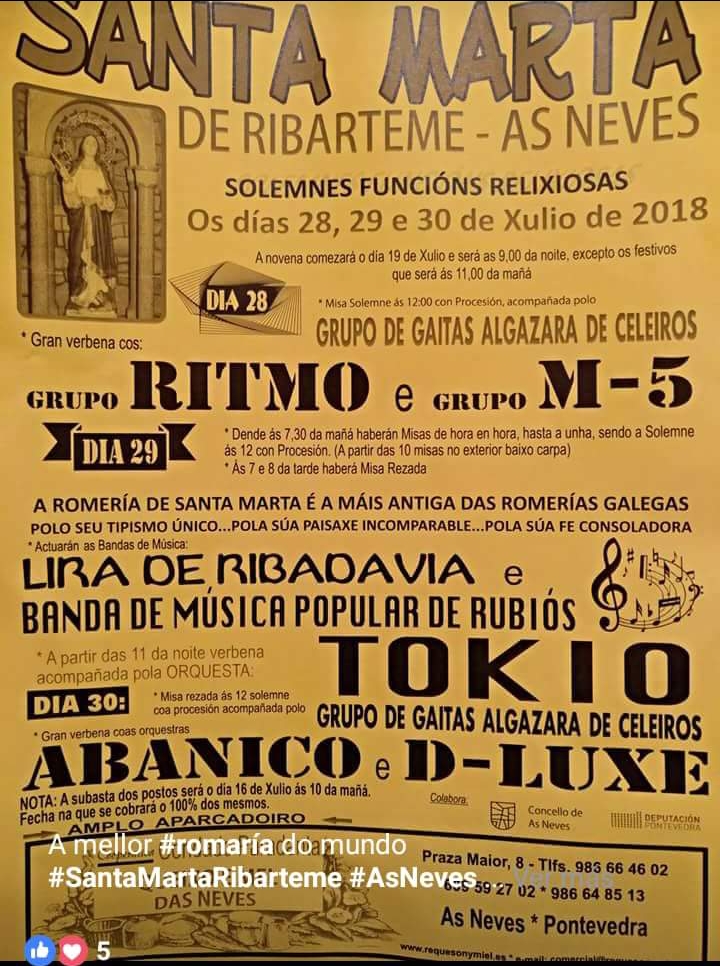 SANTA MARTA
DE RIBARTEME - AS NEVES
SOLEMNES FUNCIÓNS RELIXIOSAS
Os días 28, 29 e 30 de Xulio de 2018
A novena comezará o día 19 de Xulio e será as 9,00 da noite, excepto os festivos
que será ás 11,00 da mañá
DIA 28
* Misa Solemne ás 12:00 con Procesión, acompañada polo
GRUPO DE GAITAS ALGAZARA DE CELEIROS
* Gran verbena cos:
GRUPO RITMO e GRUPO M-5
DIA 29
* Dende ás 7,30 da mañá haberán Misas de hora en hora, hasta a unha, sendo a Solemne
ás 12 con Procesión. (A partir das 10 misas no exterior baixo carpa)
* Ás 7 e 8 da tarde haberá Misa Rezada
A ROMERÍA DE SANTA MARTA É A MÁIS ANTIGA DAS ROMERÍAS GALEGAS
POLO SEU TIPISMO ÚNICO...POLA SÚA PAISAXE INCOMPARABLE...POLA SÚA FE CONSOLADORA
* Actuarán as Bandas de Música:
LIRA DE RIBADAVIA e
BANDA DE MÚSICA POPULAR DE RUBIÓS
* A partir das 11 da noite verbena
acompañada pola ORQUESTA:
TOKIO
DIA 30:
* Misa rezada ás 12 solemne
coa procesión acompañada polo
GRUPO DE GAITAS ALGAZARA DE CELEIROS
* Gran verbena coas orquestras
ABANICO e D-LUXE
NOTA: A subasta dos postos será o dia 16 de Xulio ás 10 da mañá.
Fecha na que se cobrará o 100% dos mesmos.
Colabora:
Concello de
As Neves
DEPUTACIÓN
PONTEVEDRA
AMPLO APARCADOIRO
A mellor #romaría do mundo
#SantaMartaRibarteme #AsNeves... Ver más
DAS NEVES
Praza Maior, 8 - Tlfs. 983 66 46 02
609 59 27 02 * 986 64 85 13
As Neves * Pontevedra
www.requesonymiel.es * e-mail:
5